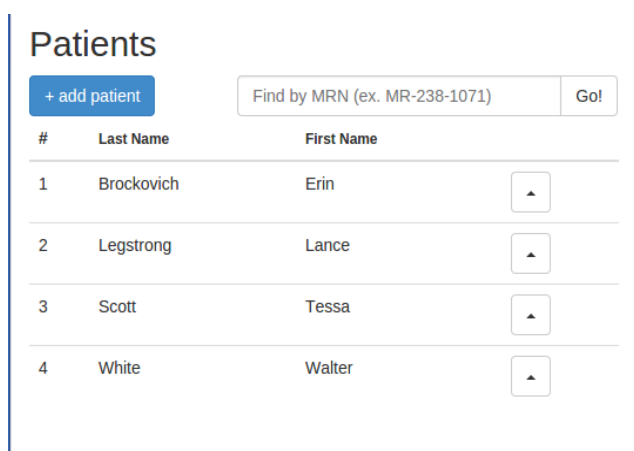 Patients
+ add patient Find by MRN (ex. MR-238-1071) Go!
# Last Name First Name
1 Brockovich Erin
2 Legstrong Lance
3 Scott Tessa
4 White Walter